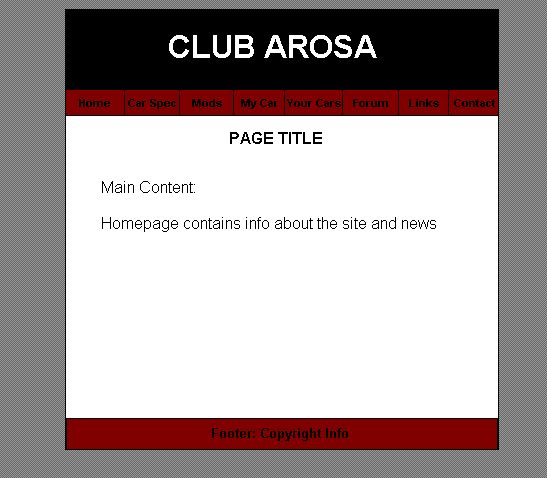 CLUB AROSA
Home Car Spec Mods My Car Your Cars Forum Links Contact
PAGE TITLE
Main Content:
Homepage contains info about the site and news
Footer: Copyright Info